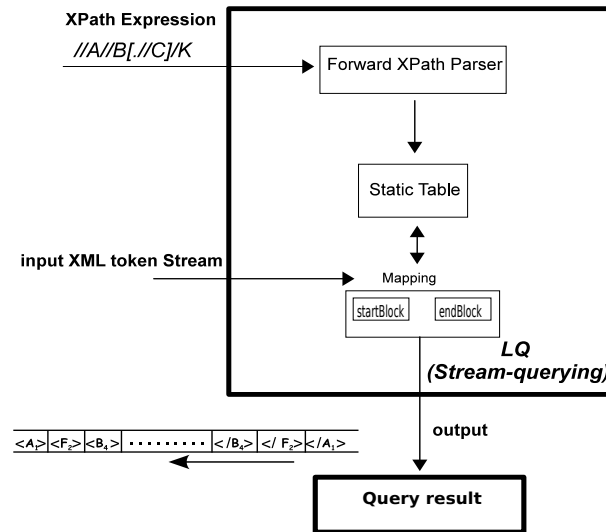 XPath Expression
//A//B[.//C]/K
Forward XPath Parser
Static Table
input XML token Stream
Mapping
startBlock endBlock
LQ
(Stream-querying)
output
<A₁> <F₂> <B₄> ......... </B₄> </ F₂> </A₁>
Query result